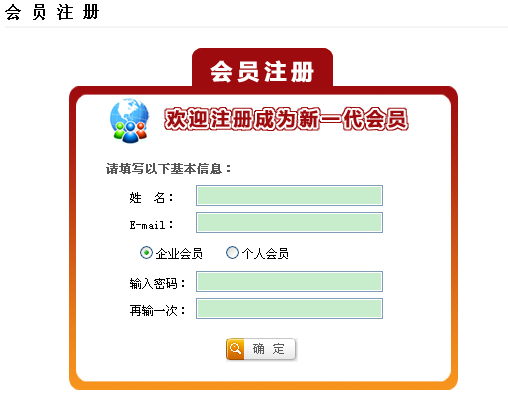 会 员 注 册
会员注册
欢迎注册成为新一代会员
请填写以下基本信息：
姓 名：
E-mail：
企业会员 个人会员
输入密码：
再输一次：
确 定